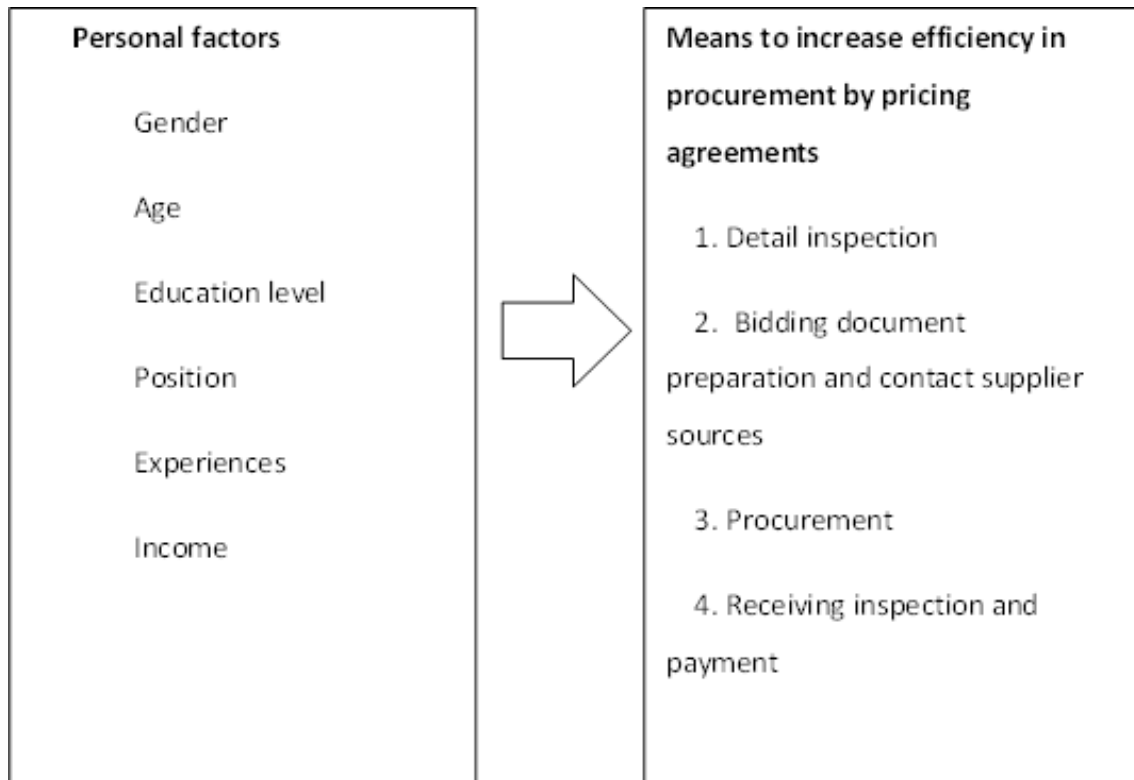 Personal factors
Gender
Age
Education level
Position
Experiences
Income
Means to increase efficiency in
procurement by pricing
agreements
1. Detail inspection
2. Bidding document
preparation and contact supplier
sources
3. Procurement
4. Receiving inspection and
payment